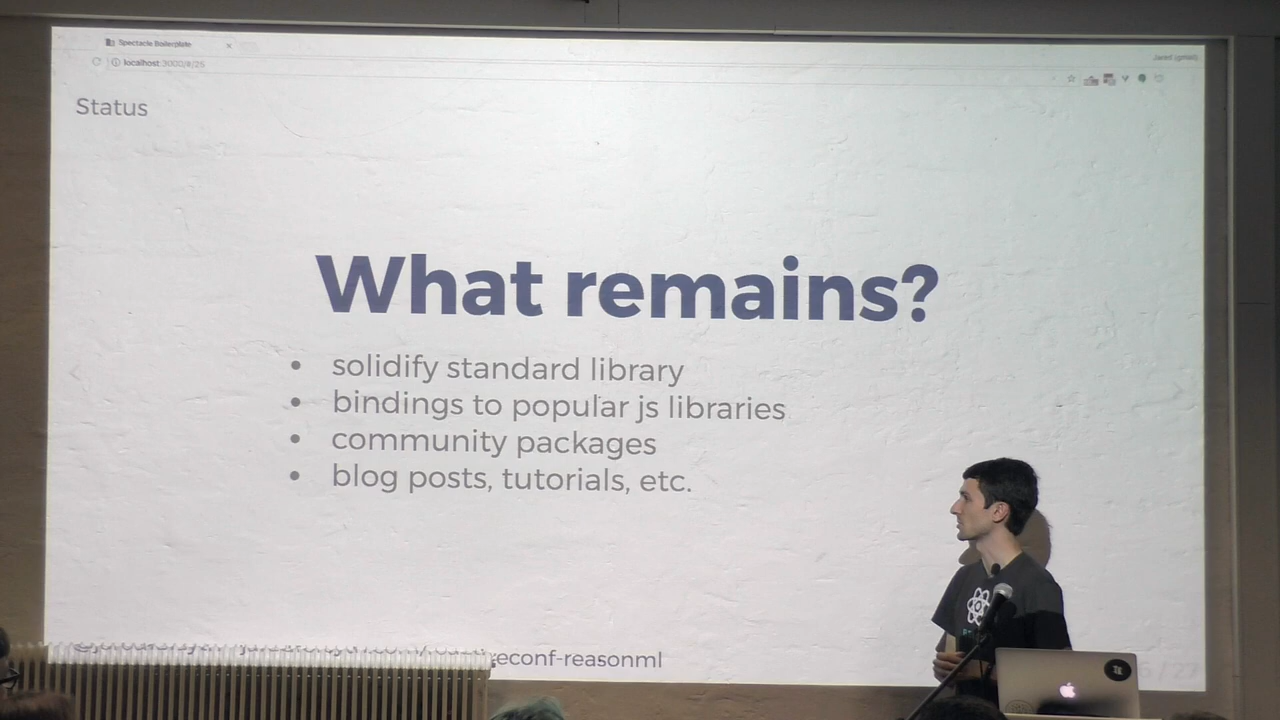 Spectacle Boilerplate
localhost:3000/#/25
Status
What remains?
• solidify standard library
• bindings to popular js libraries
• community packages
• blog posts, tutorials, etc.
econf-reasonml